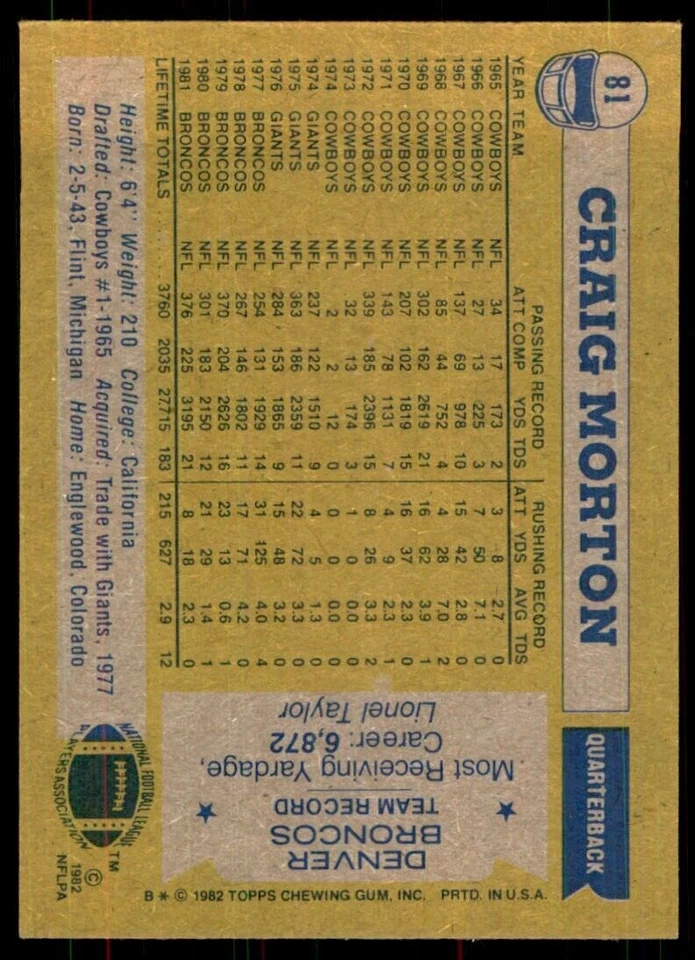 81
CRAIG MORTON
QUARTERBACK
PASSING RECORD RUSHING RECORD
YEAR TEAM ATT COMP YDS TDS ATT YDS AVG TDS
1965 COWBOYS NFL 34 17 173 2 3 -8 -2.7 0
1966 COWBOYS NFL 27 13 225 3 7 50 7.1 0
1967 COWBOYS NFL 137 69 978 10 15 42 2.8 0
1968 COWBOYS NFL 85 44 752 4 4 28 7.0 2
1969 COWBOYS NFL 302 162 2619 21 16 62 3.9 1
1970 COWBOYS NFL 207 102 1819 15 16 37 2.3 0
1971 COWBOYS NFL 143 78 1131 7 4 9 2.3 1
1972 COWBOYS NFL 339 185 2396 15 8 26 3.3 2
1973 COWBOYS NFL 32 13 174 3 1 0 0.0 0
1974 COWBOYS NFL 2 2 12 0 0 0 0.0 0
1974 GIANTS NFL 237 122 1510 9 4 5 1.3 0
1975 GIANTS NFL 363 186 2359 11 22 72 3.3 0
1976 GIANTS NFL 284 153 1865 9 15 48 3.2 0
1977 BRONCOS NFL 254 131 1929 14 31 125 4.0 4
1978 BRONCOS NFL 267 146 1802 11 17 71 4.2 0
1979 BRONCOS NFL 370 204 2626 16 23 13 0.6 1
1980 BRONCOS NFL 301 183 2150 12 21 29 1.4 1
1981 BRONCOS NFL 376 225 3195 21 8 18 2.3 0
LIFETIME TOTALS ..... 3760 2035 27,715 183 215 627 2.9 12
Height: 6'4" Weight: 210 College: California
Drafted: Cowboys #1-1965 Acquired: Trade with Giants, 1977
Born: 2-5-43, Flint, Michigan Home: Englewood, Colorado
DENVER
BRONCOS
TEAM RECORD
Most Receiving Yardage,
Career: 6,872
Lionel Taylor
NATIONAL FOOTBALL LEAGUE
PLAYERS ASSOCIATION
TM
©
1982
NFLPA
B * © 1982 TOPPS CHEWING GUM, INC. PRTD. IN U.S.A.